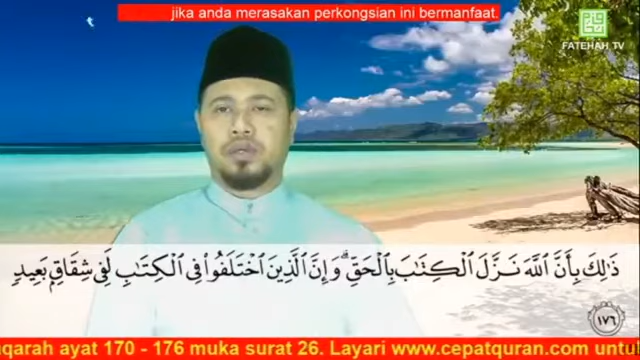 jika anda merasakan perkongsian ini bermanfaat.
FATEHAH TV
ذَٰلِكَ بِأَنَّ ٱللَّهَ نَزَّلَ ٱلْكِتَٰبَ بِٱلْحَقِّ ۗ وَإِنَّ ٱلَّذِينَ ٱخْتَلَفُوا۟ فِى ٱلْكِتَٰبِ لَفِى شِقَاقٍۭ بَعِيدٍ
١٧٦
qarah ayat 170 - 176 muka surat 26. Layari www.cepatquran.com untu